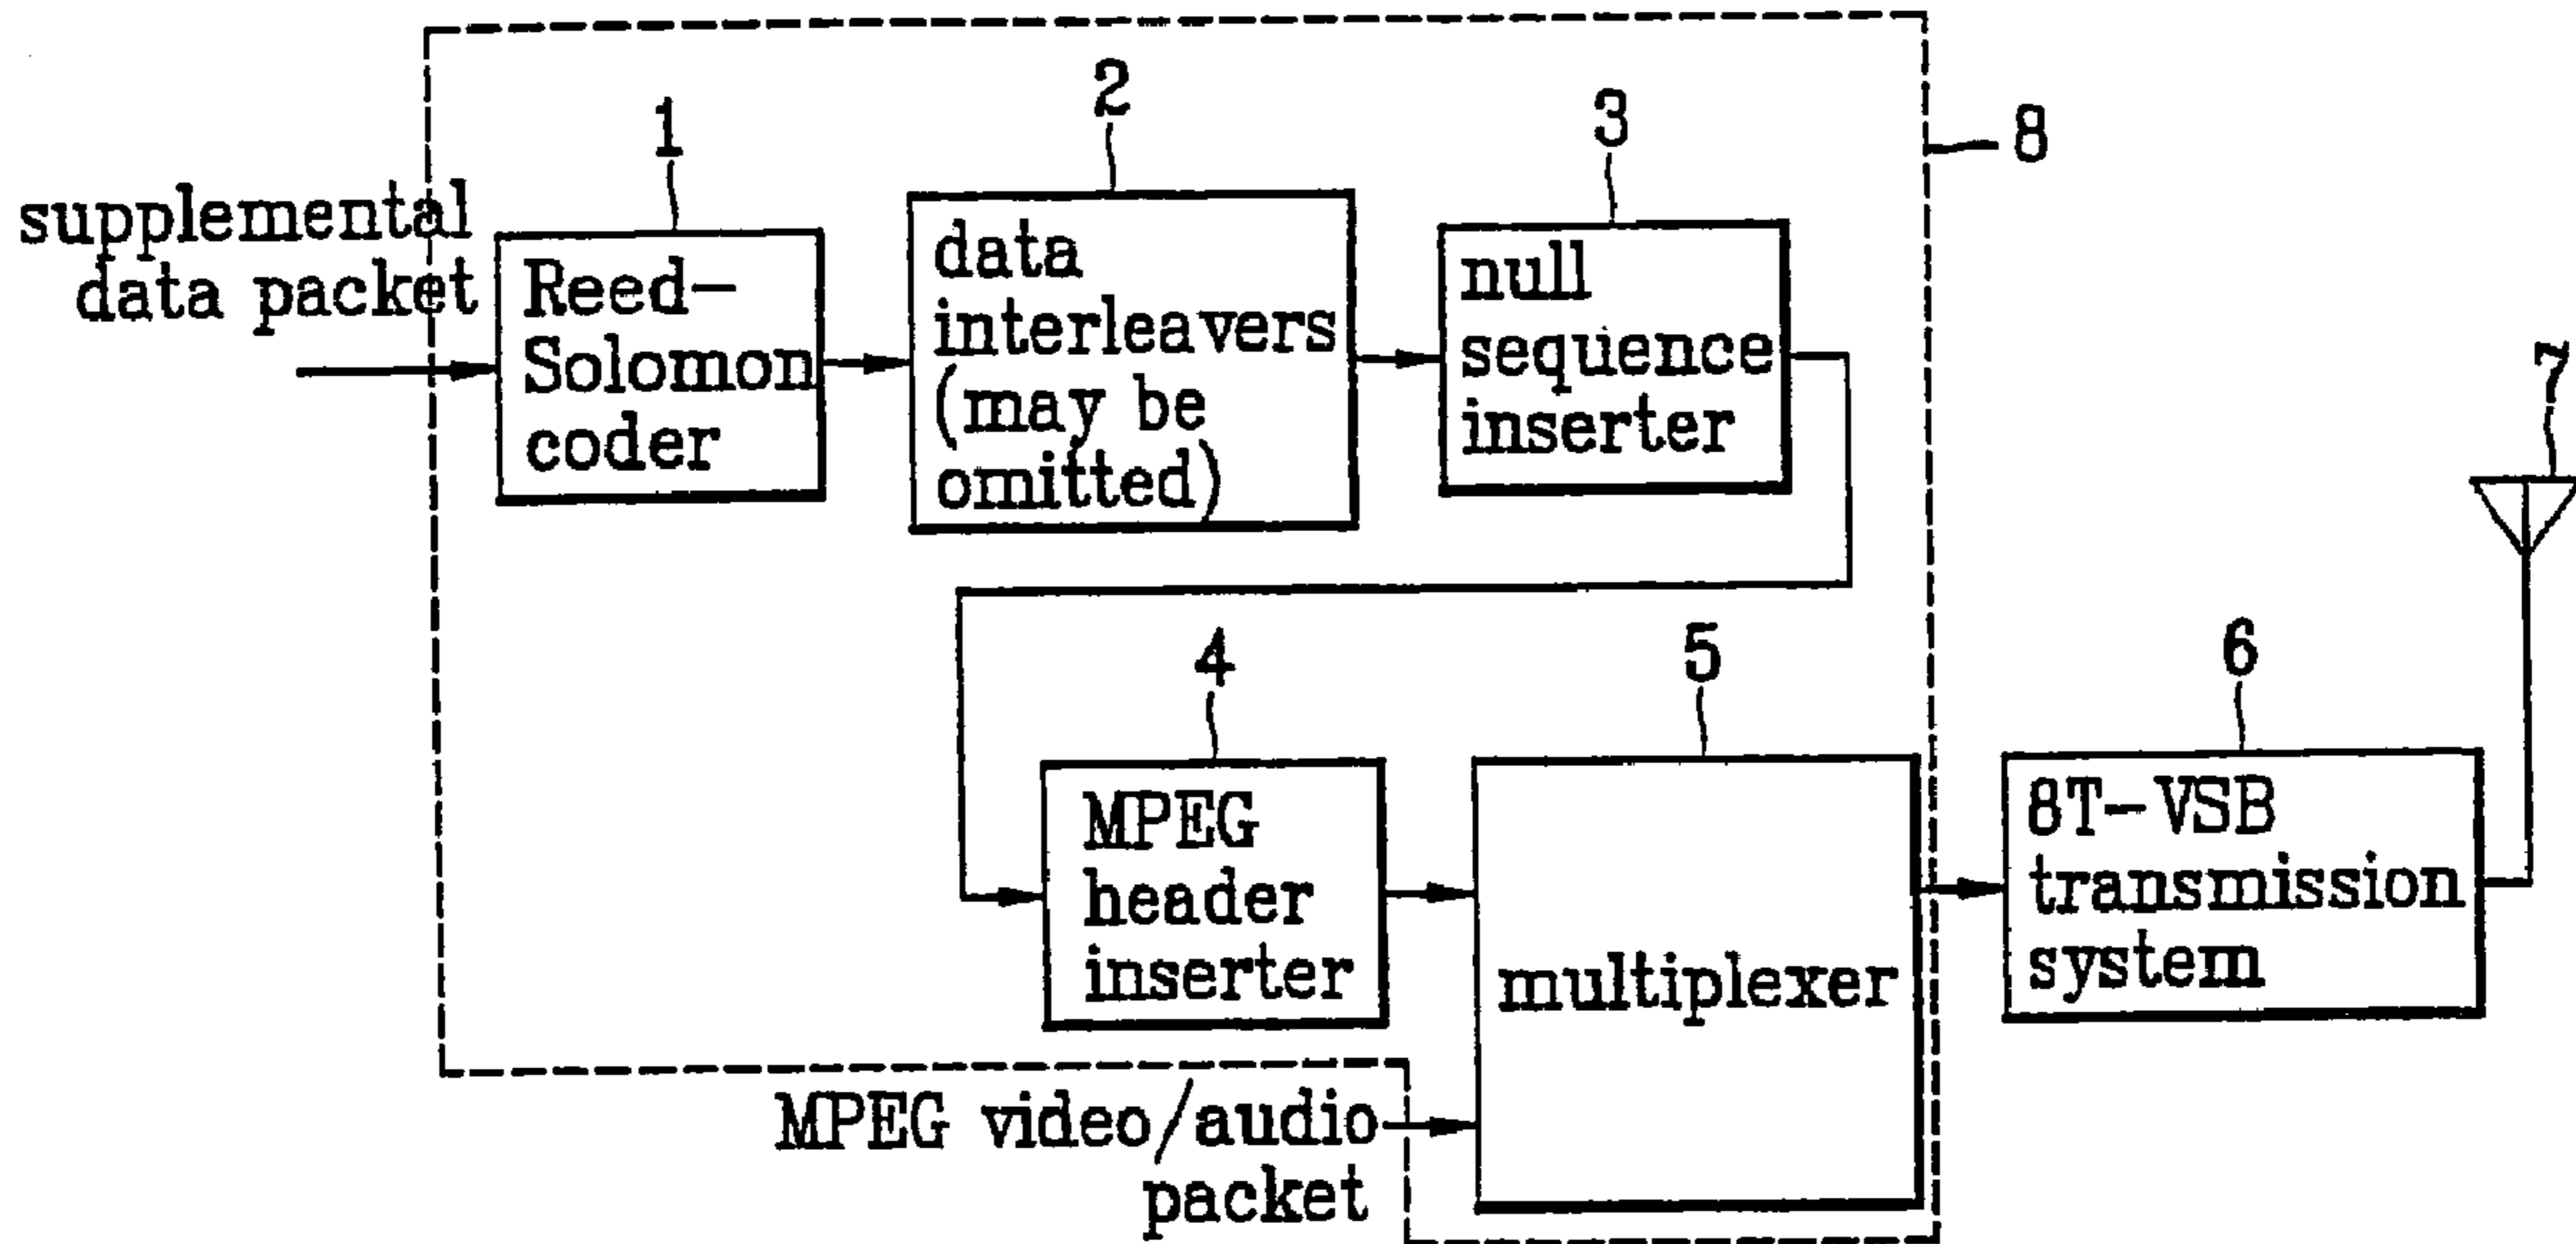 supplemental
data packet
1
Reed-
Solomon
coder
2
data
interleavers
(may be
omitted)
3
null
sequence
inserter
8
7
4
MPEG
header
inserter
5
multiplexer
6
8T-VSB
transmission
system
MPEG video/audio
packet